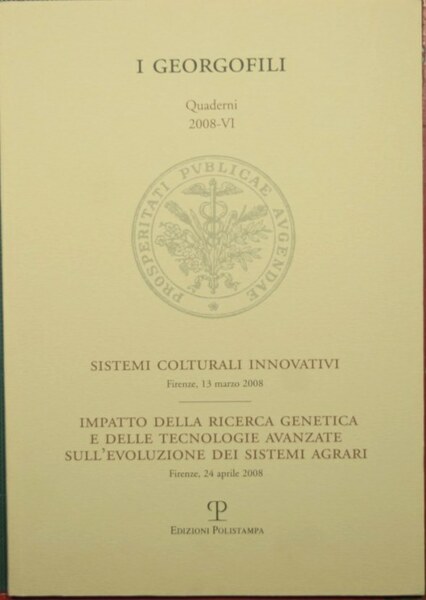 I GEORGOFILI
Quaderni
2008-VI
PROSPERITATI PVBLICAE AVGENDAE
SISTEMI COLTURALI INNOVATIVI
Firenze, 13 marzo 2008
IMPATTO DELLA RICERCA GENETICA
E DELLE TECNOLOGIE AVANZATE
SULL'EVOLUZIONE DEI SISTEMI AGRARI
Firenze, 24 aprile 2008
EDIZIONI POLISTAMPA